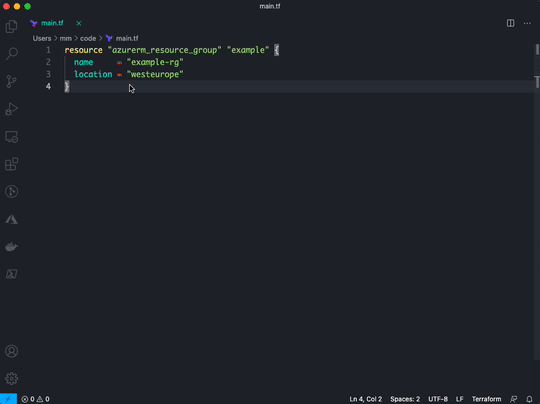 main.tf
main.tf
Users > mm > code > main.tf
1 resource "azurerm_resource_group" "example" {
2   name     = "example-rg"
3   location = "westeurope"
4 }
0 0 Ln 4, Col 2 Spaces: 2 UTF-8 LF Terraform